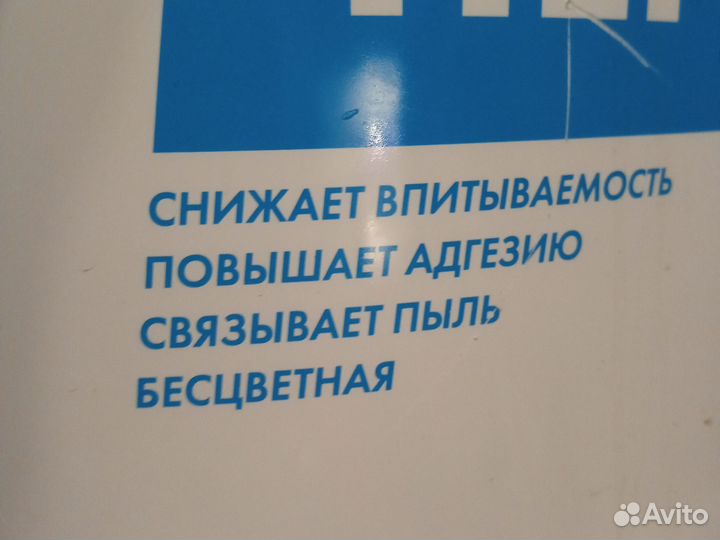 СНИЖАЕТ ВПИТЫВАЕМОСТЬ
ПОВЫШАЕТ АДГЕЗИЮ
СВЯЗЫВАЕТ ПЫЛЬ
БЕСЦВЕТНАЯ
Avito